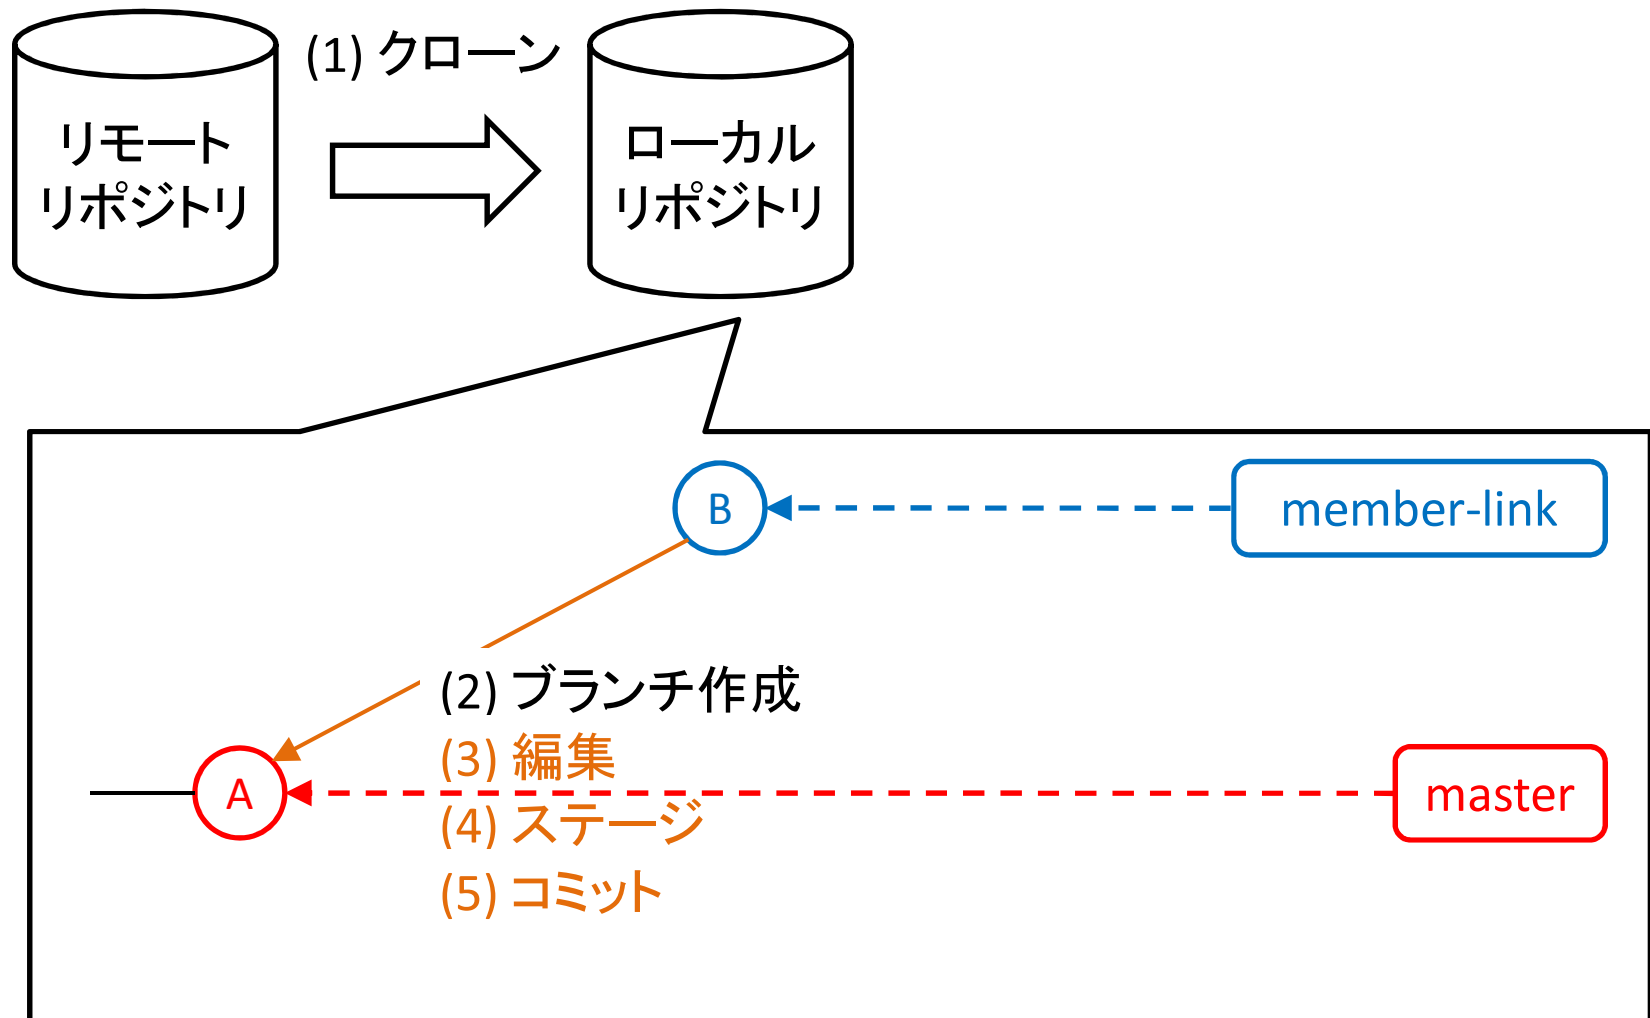 (1) クローン
リモート
リポジトリ
ローカル
リポジトリ
B
member-link
(2) ブランチ作成
(3) 編集
A
master
(4) ステージ
(5) コミット